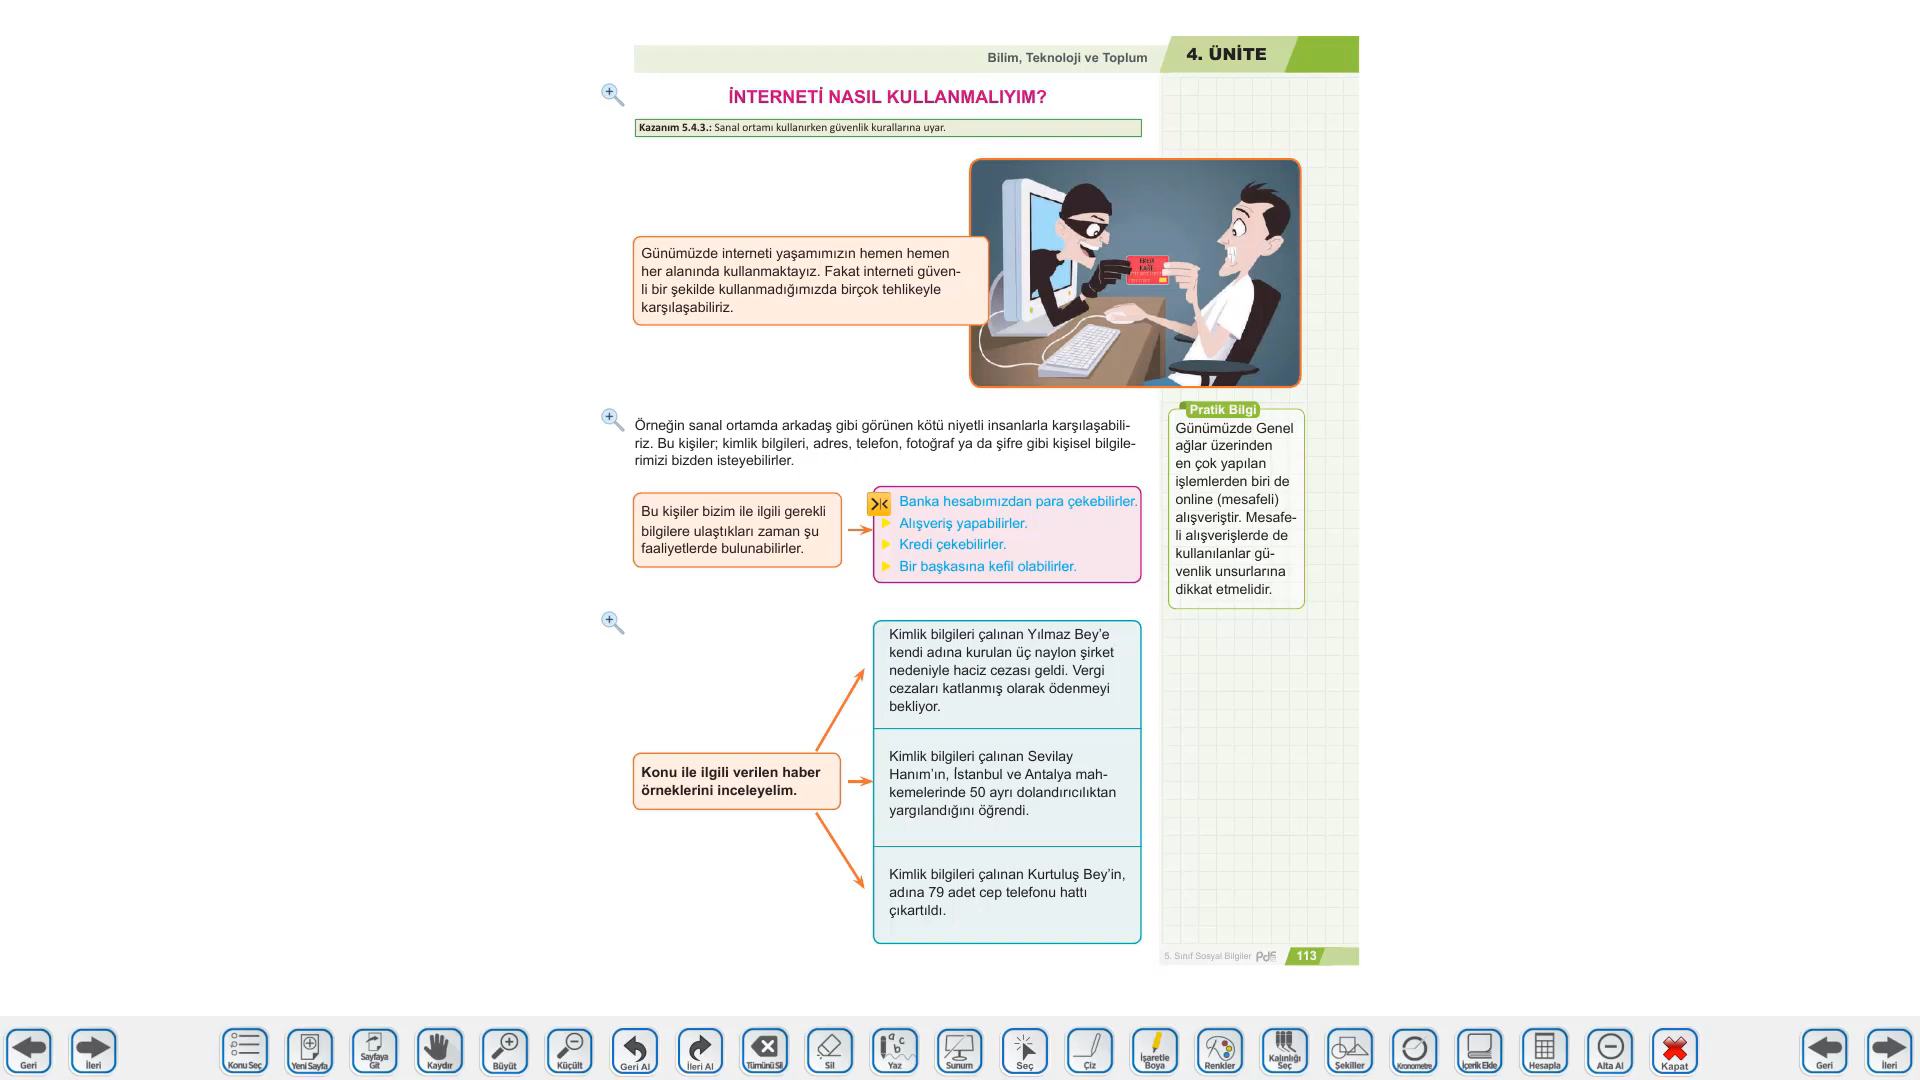 Bilim, Teknoloji ve Toplum
4. ÜNİTE
İNTERNETİ NASIL KULLANMALIYIM?
Kazanım 5.4.3.: Sanal ortamı kullanırken güvenlik kurallarına uyar.
Günümüzde interneti yaşamımızın hemen hemen
her alanında kullanmaktayız. Fakat interneti güven-
li bir şekilde kullanmadığımızda birçok tehlikeyle
karşılaşabiliriz.
Örneğin sanal ortamda arkadaş gibi görünen kötü niyetli insanlarla karşılaşabili-
riz. Bu kişiler; kimlik bilgileri, adres, telefon, fotoğraf ya da şifre gibi kişisel bilgile-
rimizi bizden isteyebilirler.
Bu kişiler bizim ile ilgili gerekli
bilgilere ulaştıkları zaman şu
faaliyetlerde bulunabilirler.
Banka hesabımızdan para çekebilirler.
Alışveriş yapabilirler.
Kredi çekebilirler.
Bir başkasına kefil olabilirler.
Pratik Bilgi
Günümüzde Genel
ağlar üzerinden
en çok yapılan
işlemlerden biri de
online (mesafeli)
alışveriştir. Mesafe-
li alışverişlerde de
kullanılanlar gü-
venlik unsurlarına
dikkat etmelidir.
Konu ile ilgili verilen haber
örneklerini inceleyelim.
Kimlik bilgileri çalınan Yılmaz Bey'e
kendi adına kurulan üç naylon şirket
nedeniyle haciz cezası geldi. Vergi
cezaları katlanmış olarak ödenmeyi
bekliyor.
Kimlik bilgileri çalınan Sevilay
Hanım'ın, İstanbul ve Antalya mah-
kemelerinde 50 ayrı dolandırıcılıktan
yargılandığını öğrendi.
Kimlik bilgileri çalınan Kurtuluş Bey'in,
adına 79 adet cep telefonu hattı
çıkartıldı.
5. Sınıf Sosyal Bilgiler
113
Geri
İleri
Konu Seç
Yeni Sayfa
Sayfaya
Git
Kaydır
Büyüt
Küçült
Geri Al
İleri Al
Tümünü Sil
Sil
a b c
Yaz
Sunum
Seç
Çiz
İşaretle
Boya
Renkler
Kalınlığı
Seç
Şekiller
Kronometre
İçerik Ekle
Hesapla
Alta Al
Kapat
Geri
İleri